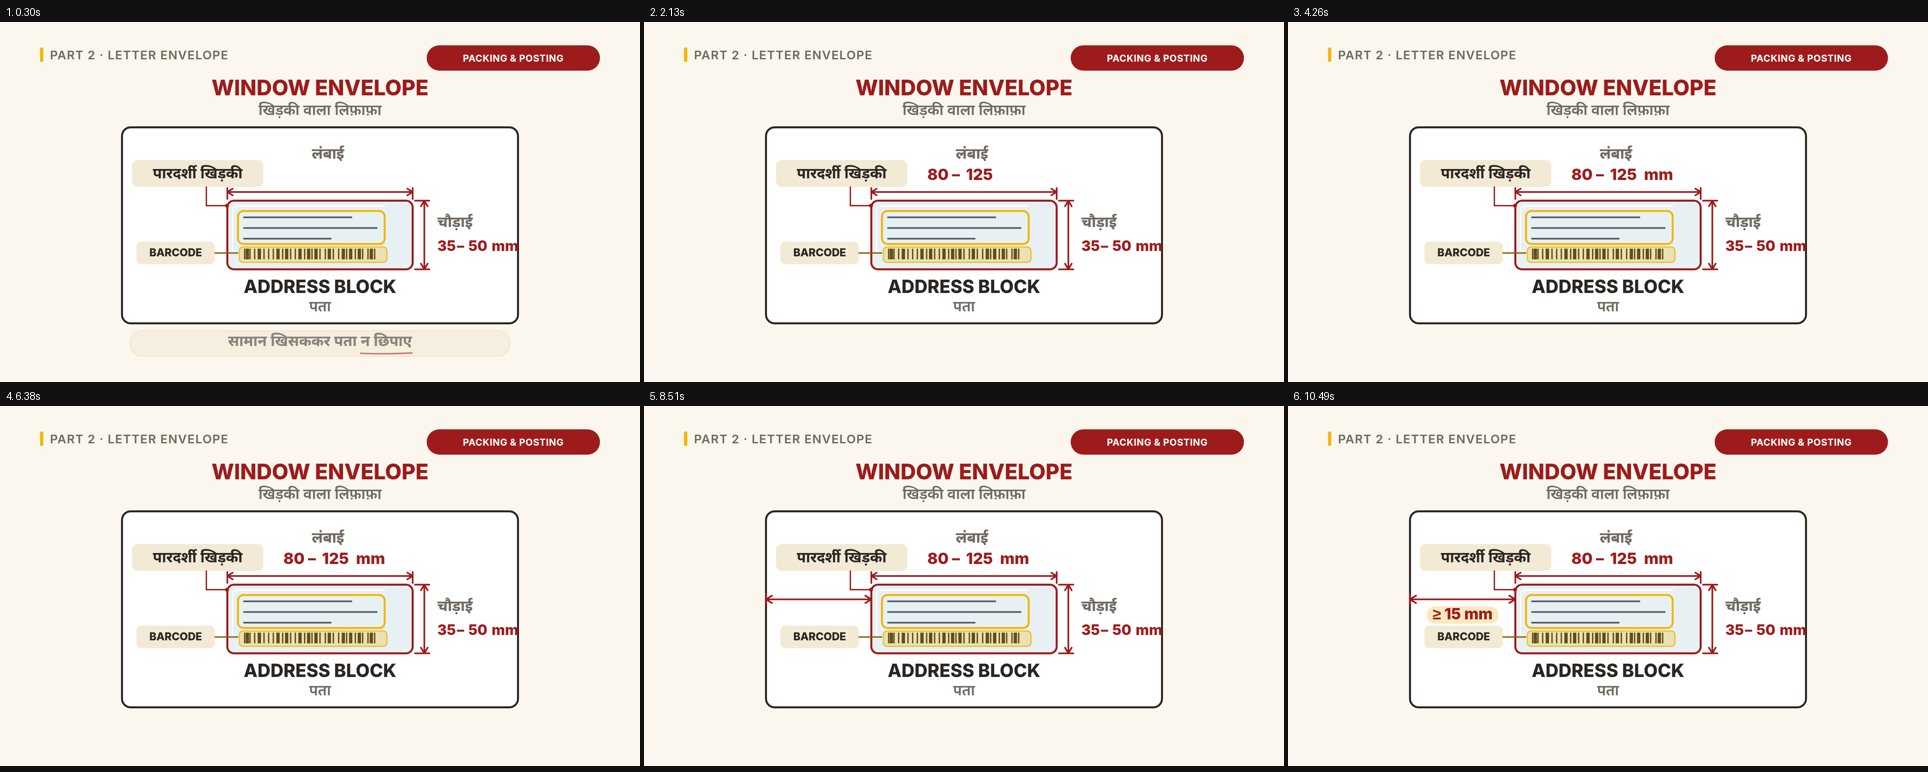 1. 0.30s
PART 2 · LETTER ENVELOPE
PACKING & POSTING
WINDOW ENVELOPE
खिड़की वाला लिफ़ाफ़ा
लंबाई
पारदर्शी खिड़की
चौड़ाई
35– 50 mm
BARCODE
ADDRESS BLOCK
पता
सामान खिसककर पता न छिपाए
2. 2.13s
PART 2 · LETTER ENVELOPE
PACKING & POSTING
WINDOW ENVELOPE
खिड़की वाला लिफ़ाफ़ा
लंबाई
पारदर्शी खिड़की
80 – 125
चौड़ाई
35– 50 mm
BARCODE
ADDRESS BLOCK
पता
3. 4.26s
PART 2 · LETTER ENVELOPE
PACKING & POSTING
WINDOW ENVELOPE
खिड़की वाला लिफ़ाफ़ा
लंबाई
पारदर्शी खिड़की
80 – 125 mm
चौड़ाई
35– 50 mm
BARCODE
ADDRESS BLOCK
पता
4. 6.38s
PART 2 · LETTER ENVELOPE
PACKING & POSTING
WINDOW ENVELOPE
खिड़की वाला लिफ़ाफ़ा
लंबाई
पारदर्शी खिड़की
80 – 125 mm
चौड़ाई
35– 50 mm
BARCODE
ADDRESS BLOCK
पता
5. 8.51s
PART 2 · LETTER ENVELOPE
PACKING & POSTING
WINDOW ENVELOPE
खिड़की वाला लिफ़ाफ़ा
लंबाई
पारदर्शी खिड़की
80 – 125 mm
चौड़ाई
35– 50 mm
BARCODE
ADDRESS BLOCK
पता
6. 10.49s
PART 2 · LETTER ENVELOPE
PACKING & POSTING
WINDOW ENVELOPE
खिड़की वाला लिफ़ाफ़ा
लंबाई
पारदर्शी खिड़की
80 – 125 mm
चौड़ाई
≥ 15 mm
35– 50 mm
BARCODE
ADDRESS BLOCK
पता